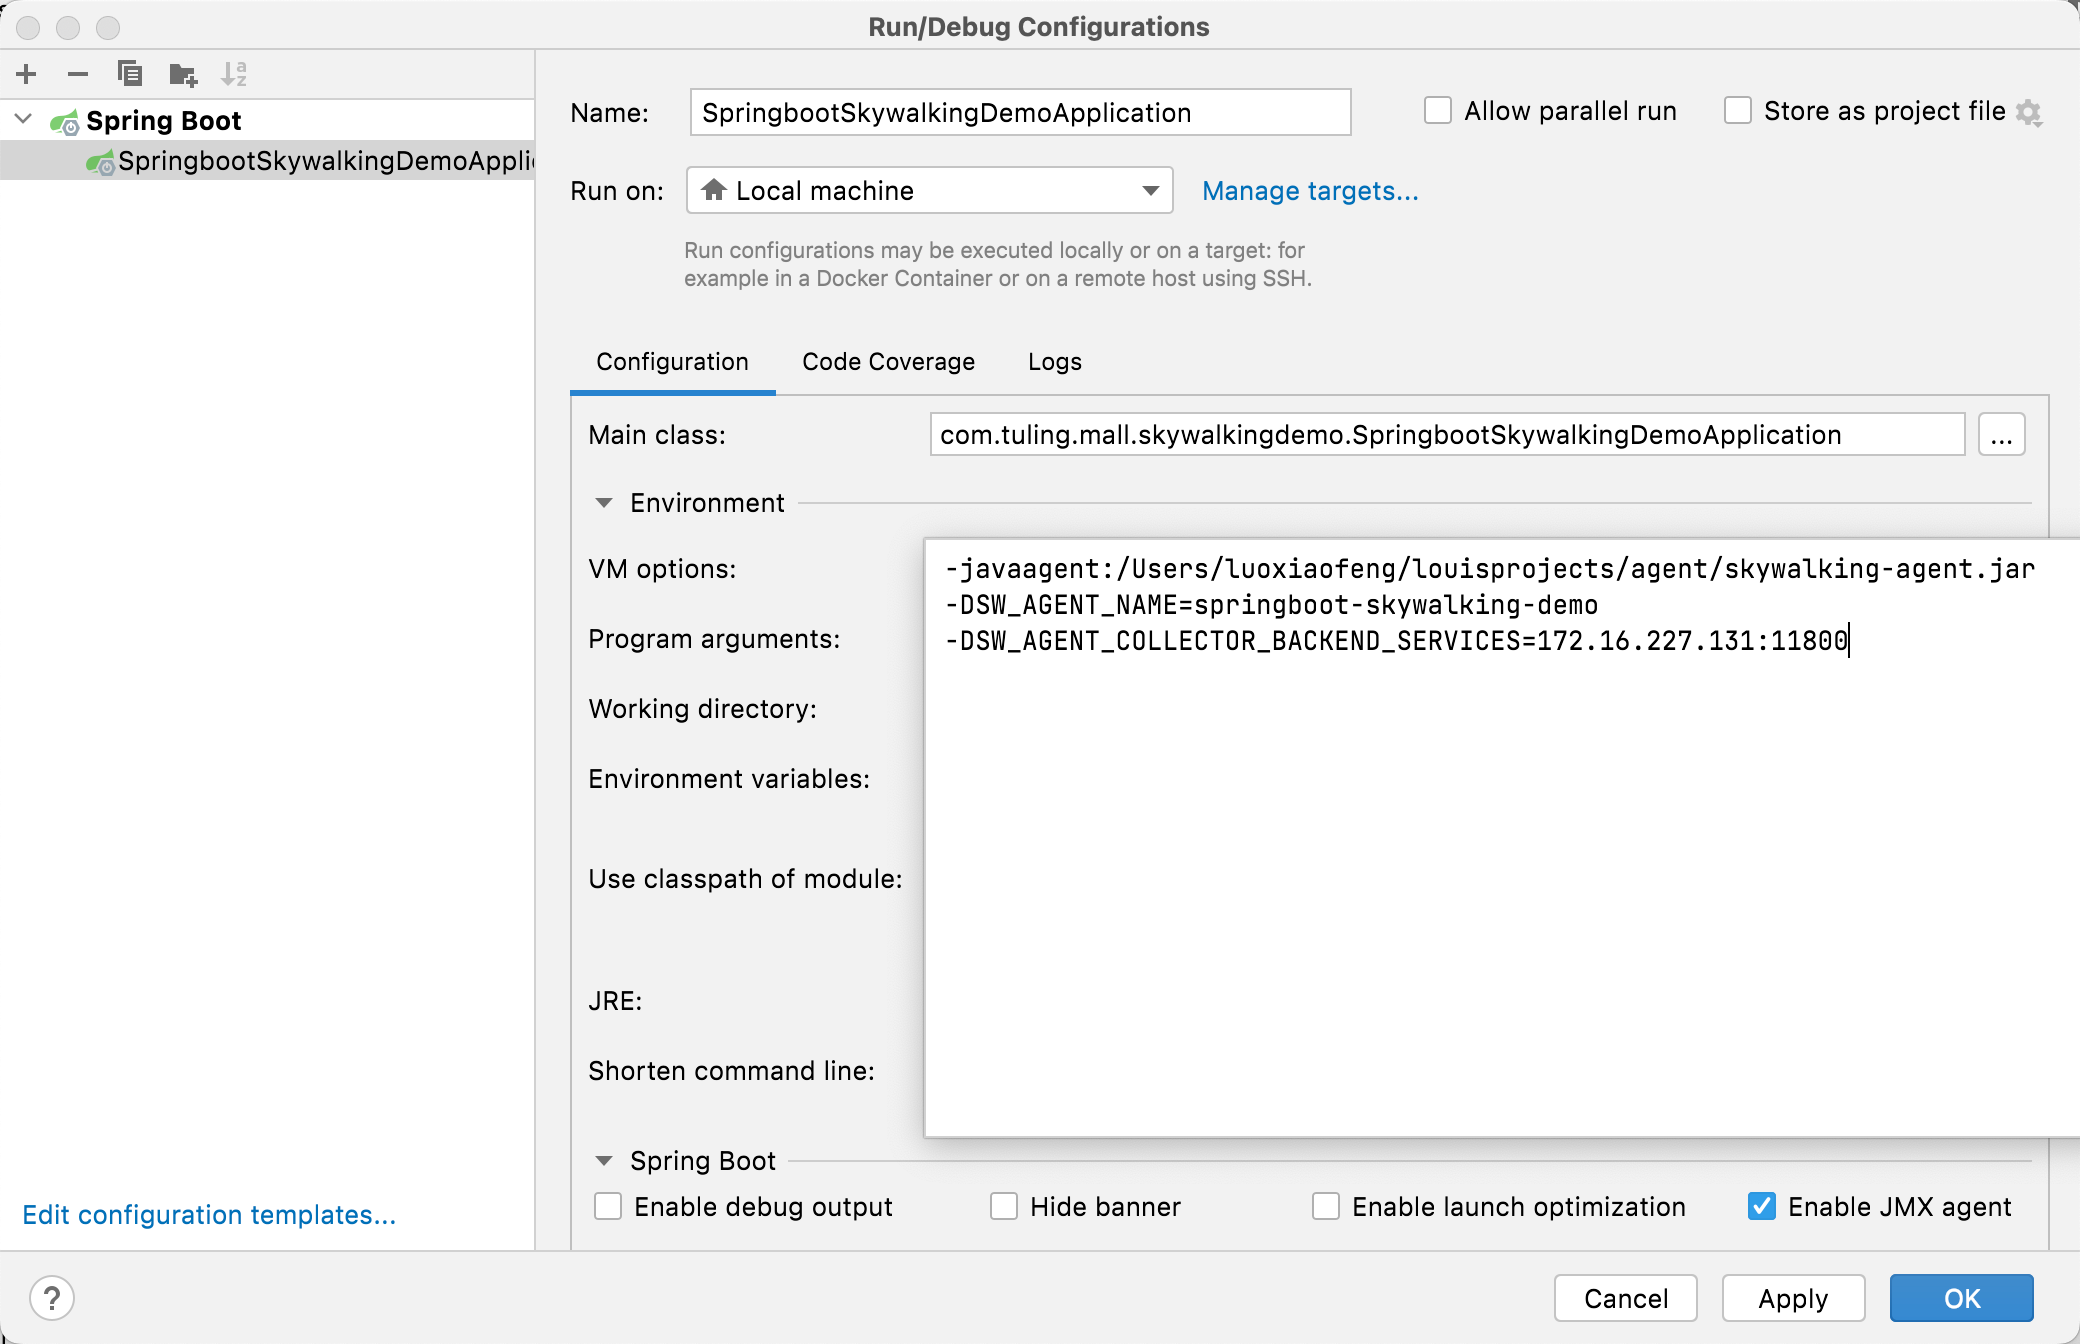 Run/Debug Configurations
Spring Boot
SpringbootSkywalkingDemoApplic
Name: SpringbootSkywalkingDemoApplication Allow parallel run Store as project file
Run on: Local machine Manage targets...
Run configurations may be executed locally or on a target: for
example in a Docker Container or on a remote host using SSH.
Configuration Code Coverage Logs
Main class: com.tuling.mall.skywalkingdemo.SpringbootSkywalkingDemoApplication ...
Environment
VM options: -javaagent:/Users/luoxiaofeng/louisprojects/agent/skywalking-agent.jar
-DSW_AGENT_NAME=springboot-skywalking-demo
Program arguments: -DSW_AGENT_COLLECTOR_BACKEND_SERVICES=172.16.227.131:11800
Working directory:
Environment variables:
Use classpath of module:
JRE:
Shorten command line:
Spring Boot
Enable debug output Hide banner Enable launch optimization Enable JMX agent
Edit configuration templates...
? Cancel Apply OK